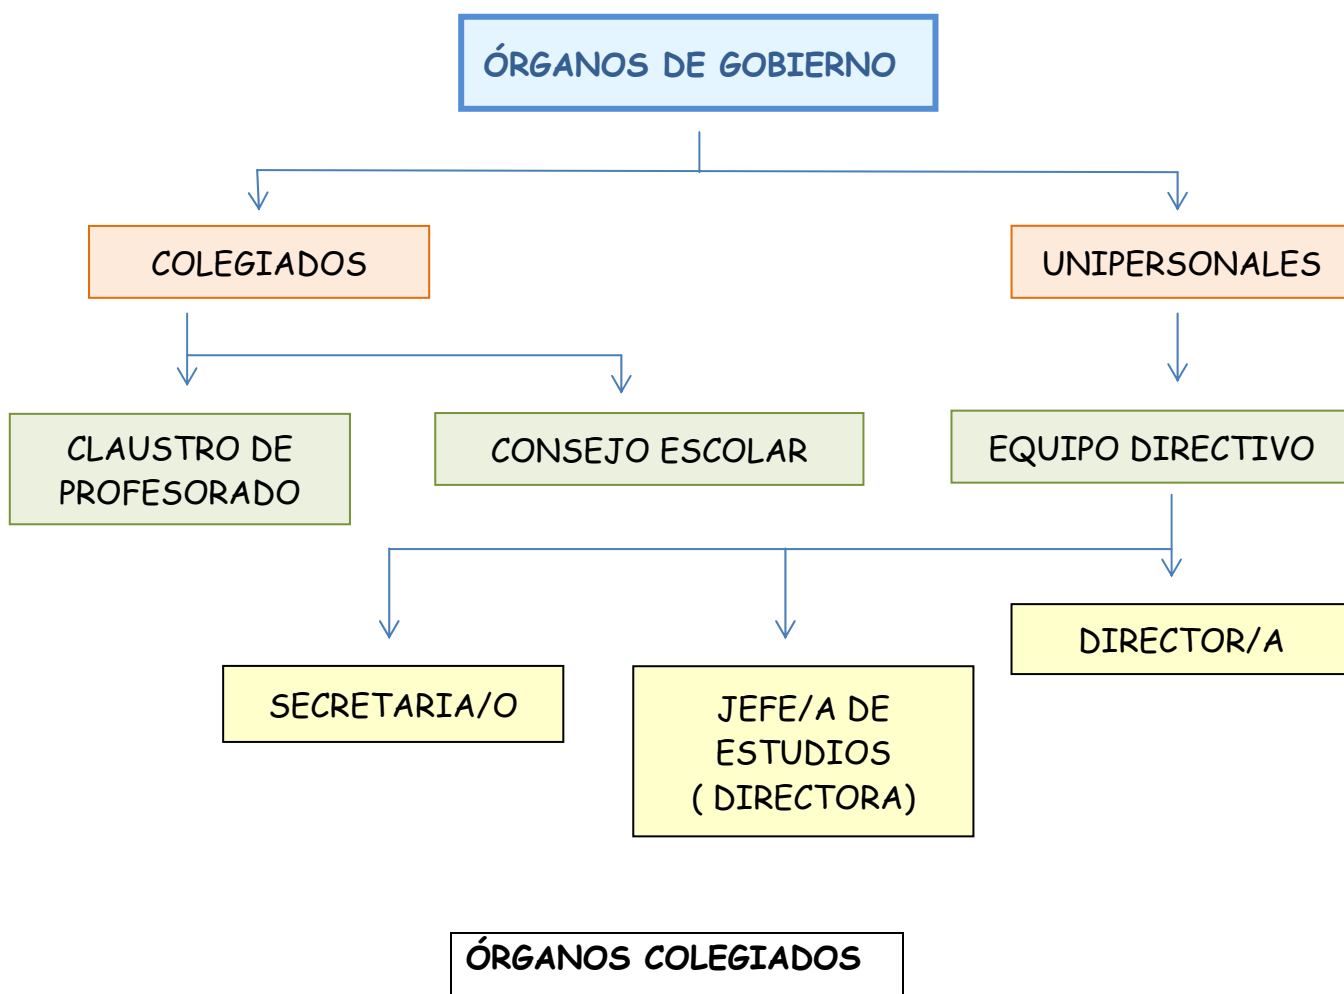 ÓRGANOS DE GOBIERNO
COLEGIADOS
UNIPERSONALES
CLAUSTRO DE
PROFESORADO
CONSEJO ESCOLAR
EQUIPO DIRECTIVO
SECRETARIA/O
JEFE/A DE
ESTUDIOS
( DIRECTORA)
DIRECTOR/A
ÓRGANOS COLEGIADOS